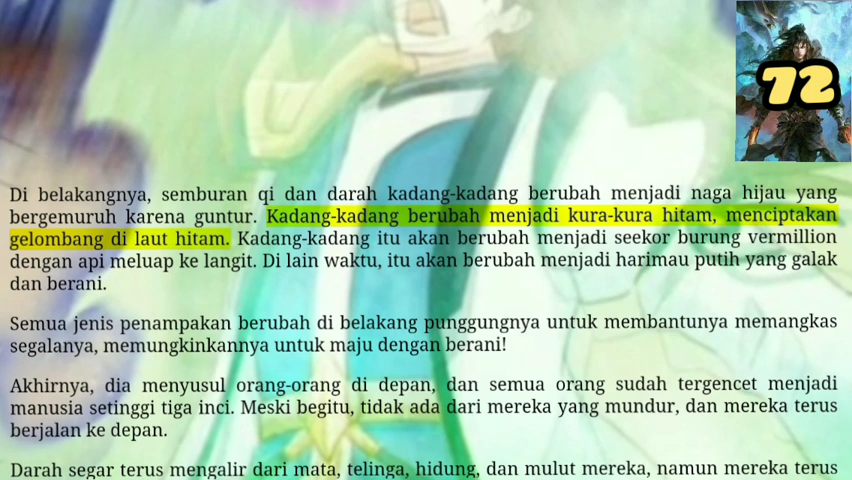 72
Di belakangnya, semburan qi dan darah kadang-kadang berubah menjadi naga hijau yang
bergemuruh karena guntur. Kadang-kadang berubah menjadi kura-kura hitam, menciptakan
gelombang di laut hitam. Kadang-kadang itu akan berubah menjadi seekor burung vermillion
dengan api meluap ke langit. Di lain waktu, itu akan berubah menjadi harimau putih yang galak
dan berani.
Semua jenis penampakan berubah di belakang punggungnya untuk membantunya memangkas
segalanya, memungkinkannya untuk maju dengan berani!
Akhirnya, dia menyusul orang-orang di depan, dan semua orang sudah tergencet menjadi
manusia setinggi tiga inci. Meski begitu, tidak ada dari mereka yang mundur, dan mereka terus
berjalan ke depan.
Darah segar terus mengalir dari mata, telinga, hidung, dan mulut mereka, namun mereka terus